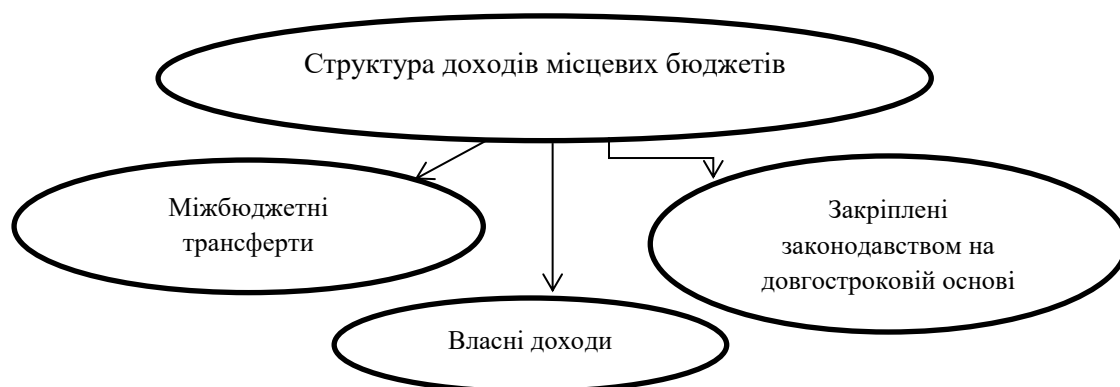 Структура доходів місцевих бюджетів
Міжбюджетні
трансферти
Закріплені
законодавством на
довгостроковій основі
Власні доходи